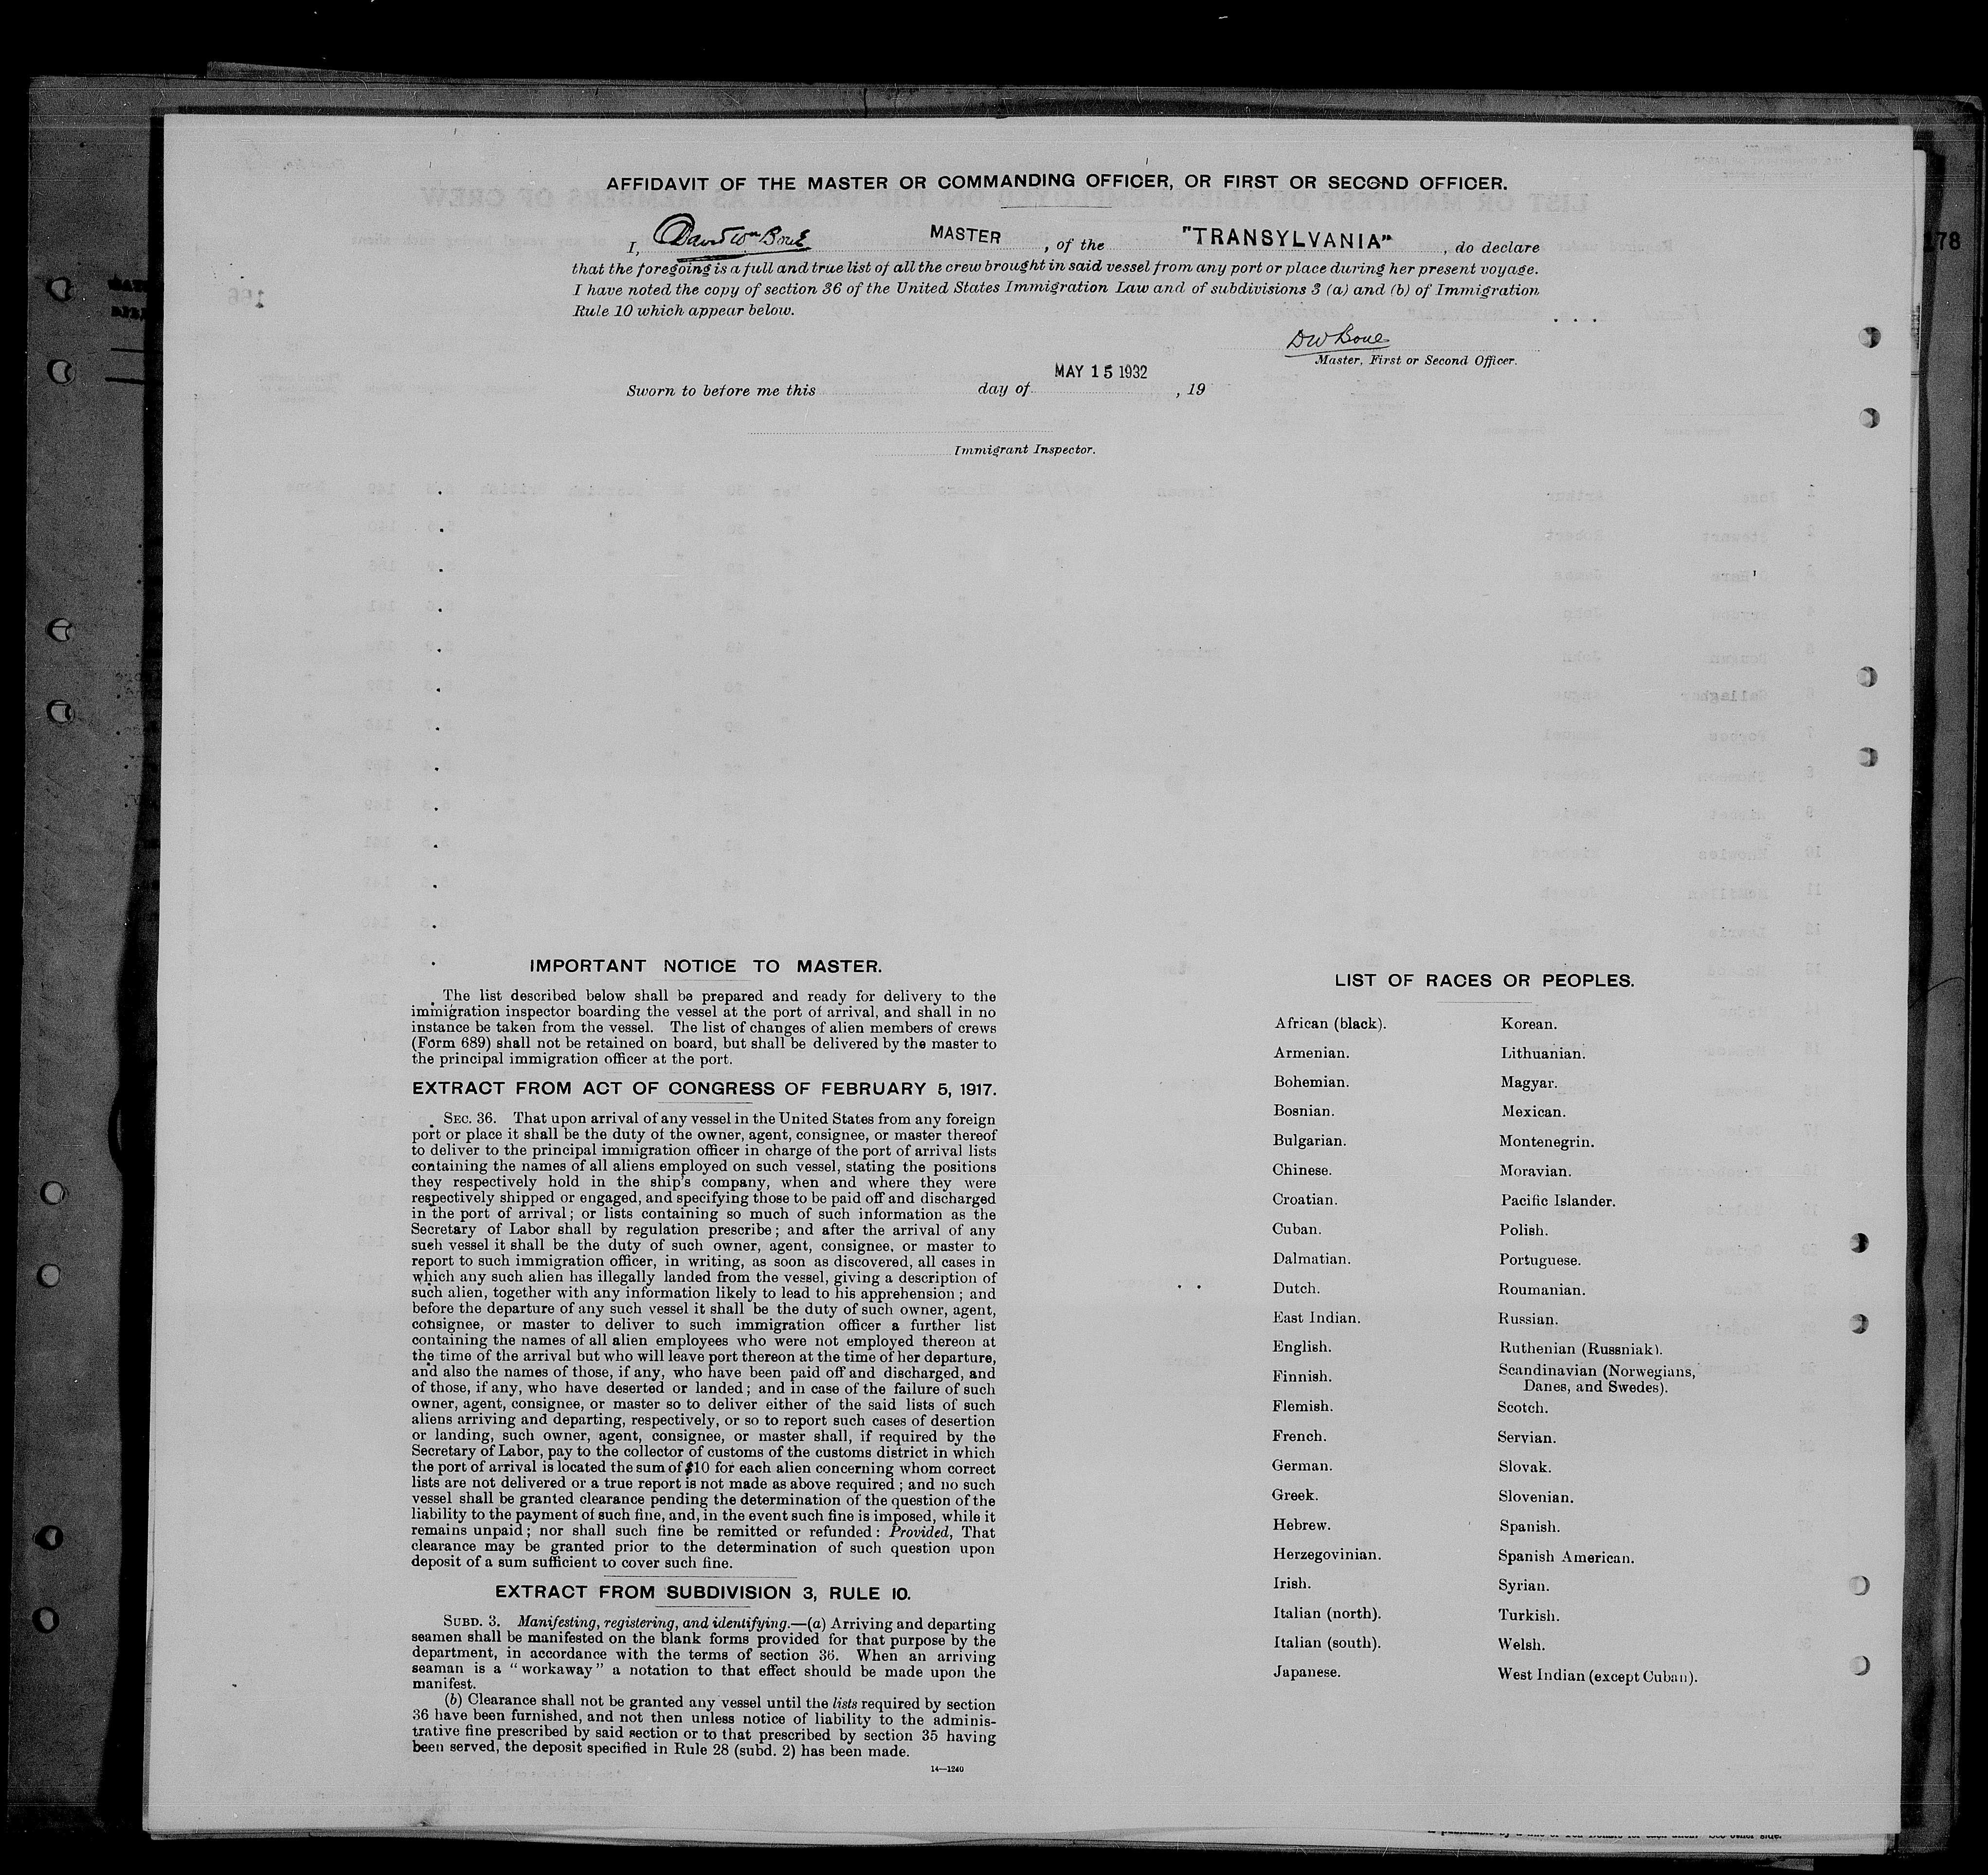 AFFIDAVIT OF THE MASTER OR COMMANDING OFFICER, OR FIRST OR SECOND OFFICER.
I, David Wm Bone MASTER, of the "TRANSYLVANIA", do declare
that the foregoing is a full and true list of all the crew brought in said vessel from any port or place during her present voyage.
I have noted the copy of section 36 of the United States Immigration Law and of subdivisions 3 (a) and (b) of Immigration
Rule 10 which appear below.
DW Bone
Master, First or Second Officer.
MAY 15 1932
Sworn to before me this day of , 19
Immigrant Inspector.
178
IMPORTANT NOTICE TO MASTER.
The list described below shall be prepared and ready for delivery to the
immigration inspector boarding the vessel at the port of arrival, and shall in no
instance be taken from the vessel. The list of changes of alien members of crews
(Form 689) shall not be retained on board, but shall be delivered by the master to
the principal immigration officer at the port.
EXTRACT FROM ACT OF CONGRESS OF FEBRUARY 5, 1917.
SEC. 36. That upon arrival of any vessel in the United States from any foreign
port or place it shall be the duty of the owner, agent, consignee, or master thereof
to deliver to the principal immigration officer in charge of the port of arrival lists
containing the names of all aliens employed on such vessel, stating the positions
they respectively hold in the ship's company, when and where they were
respectively shipped or engaged, and specifying those to be paid off and discharged
in the port of arrival; or lists containing so much of such information as the
Secretary of Labor shall by regulation prescribe; and after the arrival of any
such vessel it shall be the duty of such owner, agent, consignee, or master to
report to such immigration officer, in writing, as soon as discovered, all cases in
which any such alien has illegally landed from the vessel, giving a description of
such alien, together with any information likely to lead to his apprehension; and
before the departure of any such vessel it shall be the duty of such owner, agent,
consignee, or master to deliver to such immigration officer a further list
containing the names of all alien employees who were not employed thereon at
the time of the arrival but who will leave port thereon at the time of her departure,
and also the names of those, if any, who have been paid off and discharged, and
of those, if any, who have deserted or landed; and in case of the failure of such
owner, agent, consignee, or master so to deliver either of the said lists of such
aliens arriving and departing, respectively, or so to report such cases of desertion
or landing, such owner, agent, consignee, or master shall, if required by the
Secretary of Labor, pay to the collector of customs of the customs district in which
the port of arrival is located the sum of $10 for each alien concerning whom correct
lists are not delivered or a true report is not made as above required; and no such
vessel shall be granted clearance pending the determination of the question of the
liability to the payment of such fine, and, in the event such fine is imposed, while it
remains unpaid; nor shall such fine be remitted or refunded: Provided, That
clearance may be granted prior to the determination of such question upon
deposit of a sum sufficient to cover such fine.
EXTRACT FROM SUBDIVISION 3, RULE 10.
SUBD. 3. Manifesting, registering, and identifying.—(a) Arriving and departing
seamen shall be manifested on the blank forms provided for that purpose by the
department, in accordance with the terms of section 36. When an arriving
seaman is a "workaway" a notation to that effect should be made upon the
manifest.
(b) Clearance shall not be granted any vessel until the lists required by section
36 have been furnished, and not then unless notice of liability to the adminis-
trative fine prescribed by said section or to that prescribed by section 35 having
been served, the deposit specified in Rule 28 (subd. 2) has been made.
14—1240
LIST OF RACES OR PEOPLES.
African (black). Korean.
Armenian. Lithuanian.
Bohemian. Magyar.
Bosnian. Mexican.
Bulgarian. Montenegrin.
Chinese. Moravian.
Croatian. Pacific Islander.
Cuban. Polish.
Dalmatian. Portuguese.
Dutch. Roumanian.
East Indian. Russian.
English. Ruthenian (Russniak).
Finnish. Scandinavian (Norwegians,
Danes, and Swedes).
Flemish. Scotch.
French. Servian.
German. Slovak.
Greek. Slovenian.
Hebrew. Spanish.
Herzegovinian. Spanish American.
Irish. Syrian.
Italian (north). Turkish.
Italian (south). Welsh.
Japanese. West Indian (except Cuban).